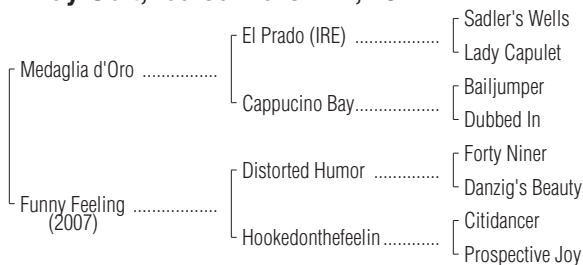 Sadler's Wells
El Prado (IRE) ....................
Lady Capulet
Medaglia d'Oro ................
Bailjumper
Cappucino Bay..................
Dubbed In
Forty Niner
Distorted Humor ................
Danzig's Beauty
Funny Feeling ..................
(2007)
Citidancer
Hookedonthefeelin............
Prospective Joy